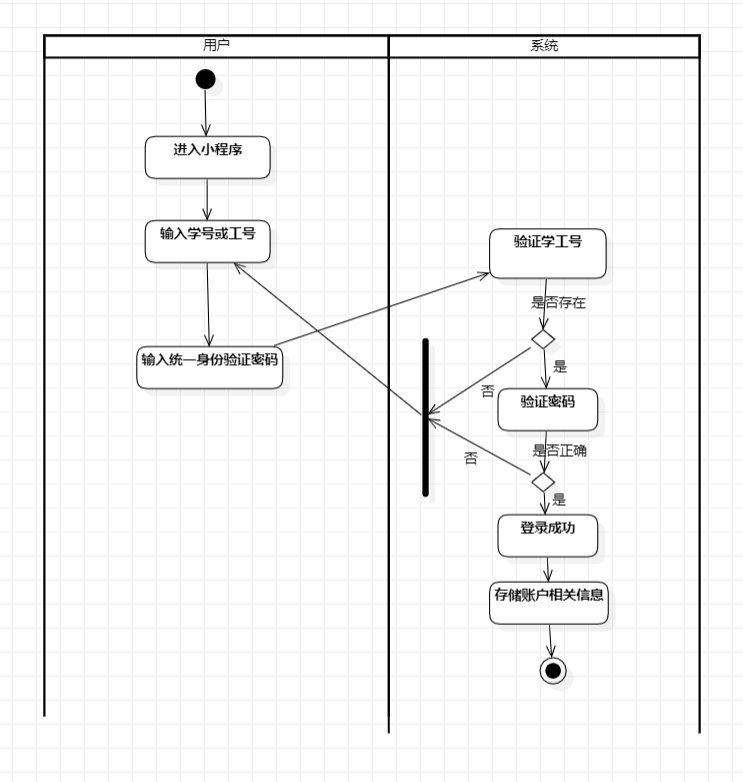 用户
系统
进入小程序
输入学号或工号
验证学工号
是否存在
输入统一身份验证密码
是
否
验证密码
是否正确
否
是
登录成功
存储账户相关信息